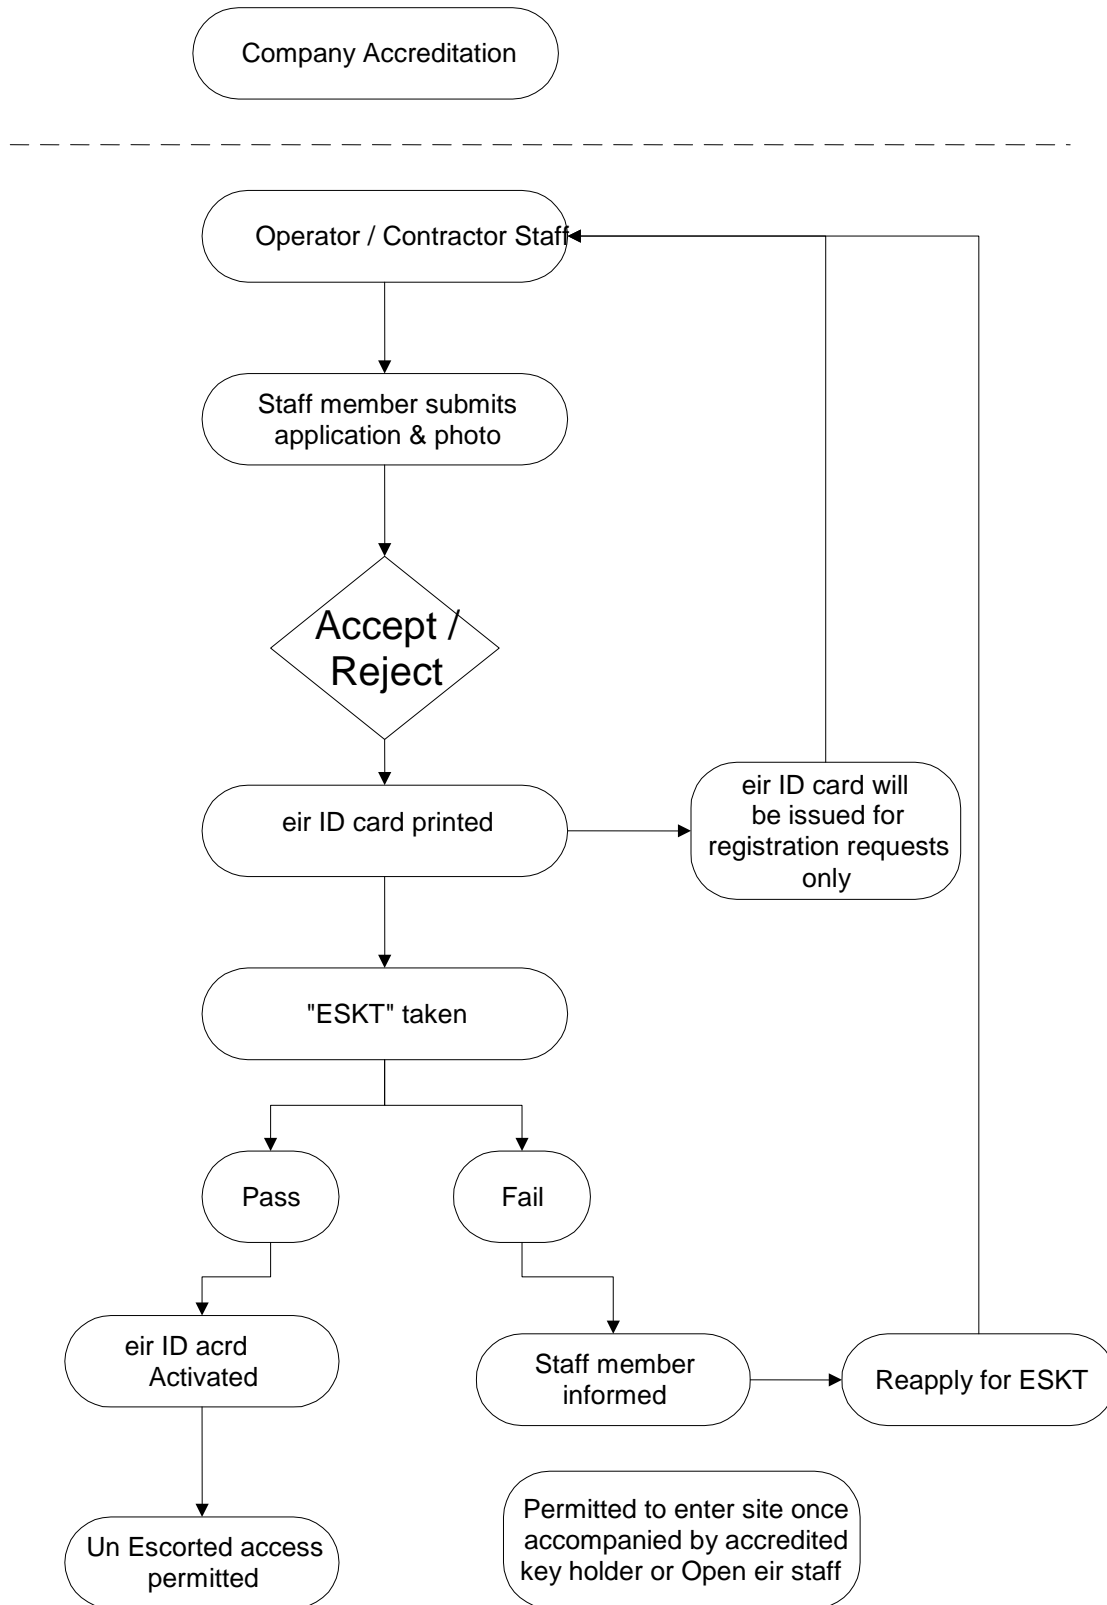 Company Accreditation
Operator / Contractor Staff
Staff member submits
application & photo
Accept /
Reject
eir ID card printed
eir ID card will
be issued for
registration requests
only
"ESKT" taken
Pass
Fail
eir ID acrd
Activated
Staff member
informed
Reapply for ESKT
Un Escorted access
permitted
Permitted to enter site once
accompanied by accredited
key holder or Open eir staff